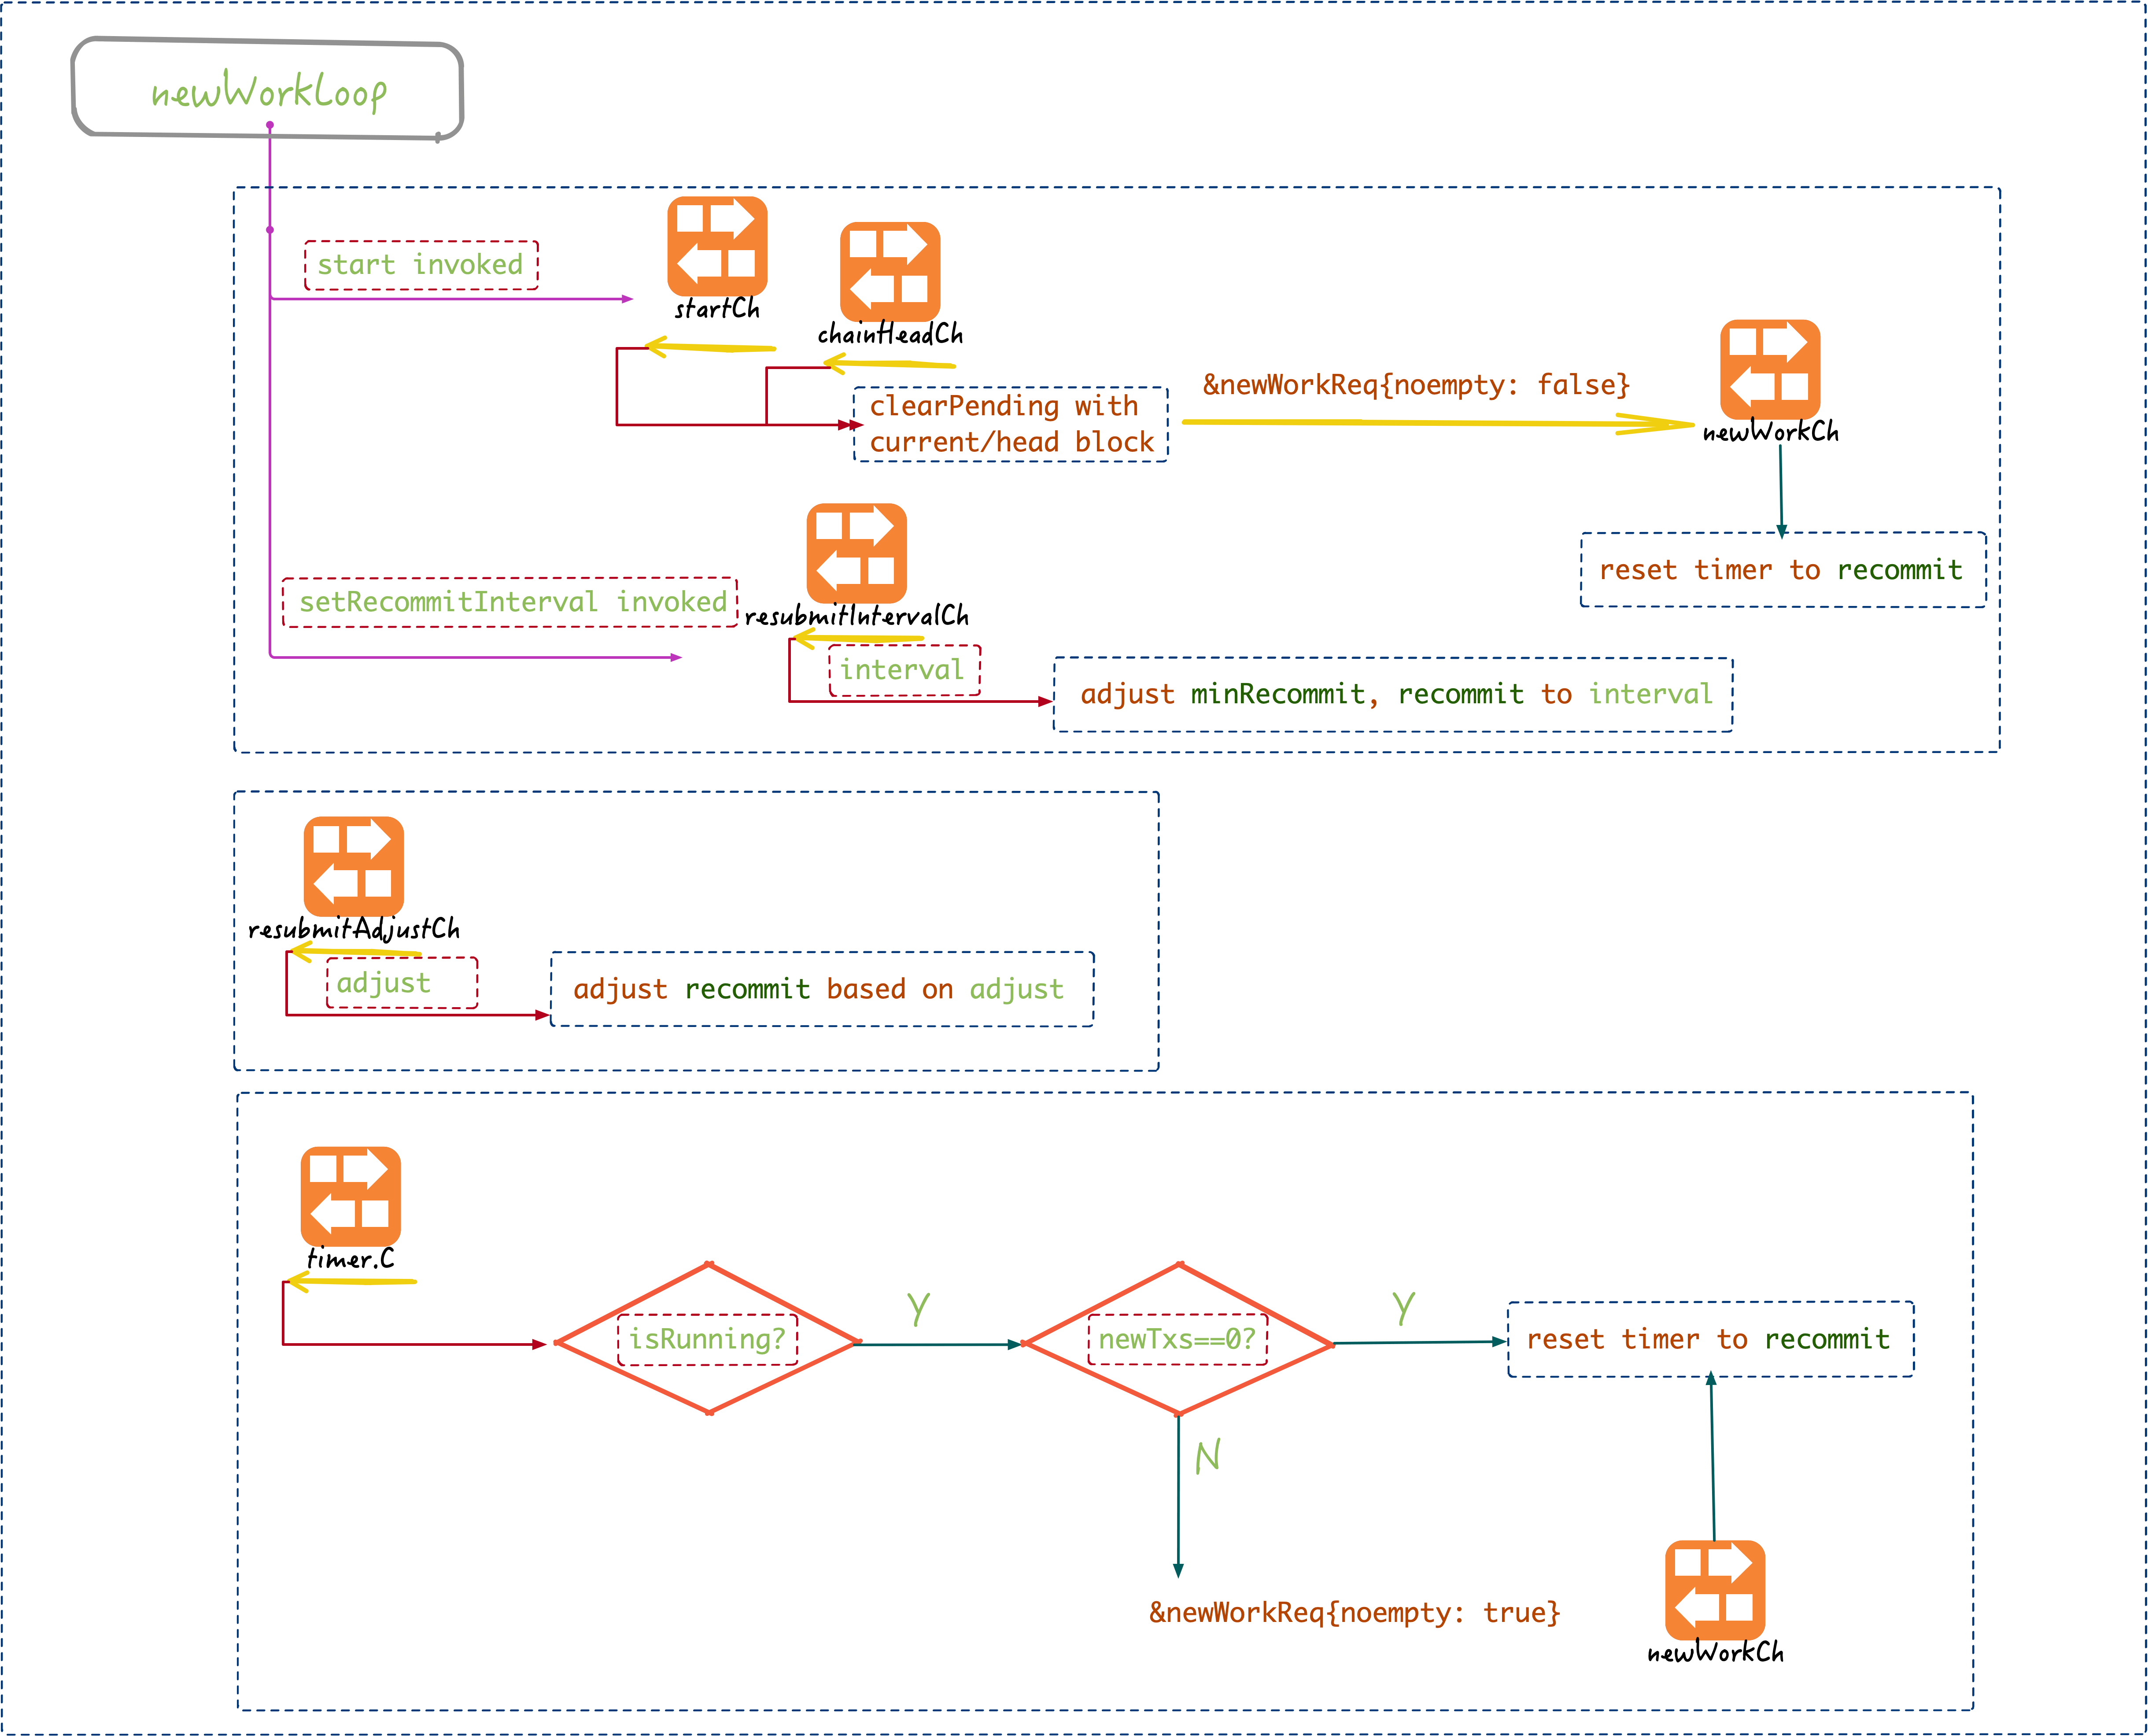 newWorkLoop
start invoked
startCh
chainHeadCh
clearPending with
current/head block
&newWorkReq{noempty: false}
newWorkCh
reset timer to recommit
setRecommitInterval invoked
resubmitIntervalCh
interval
adjust minRecommit, recommit to interval
resubmitAdjustCh
adjust
adjust recommit based on adjust
timer.C
isRunning?
Y
newTxs==0?
Y
reset timer to recommit
N
&newWorkReq{noempty: true}
newWorkCh